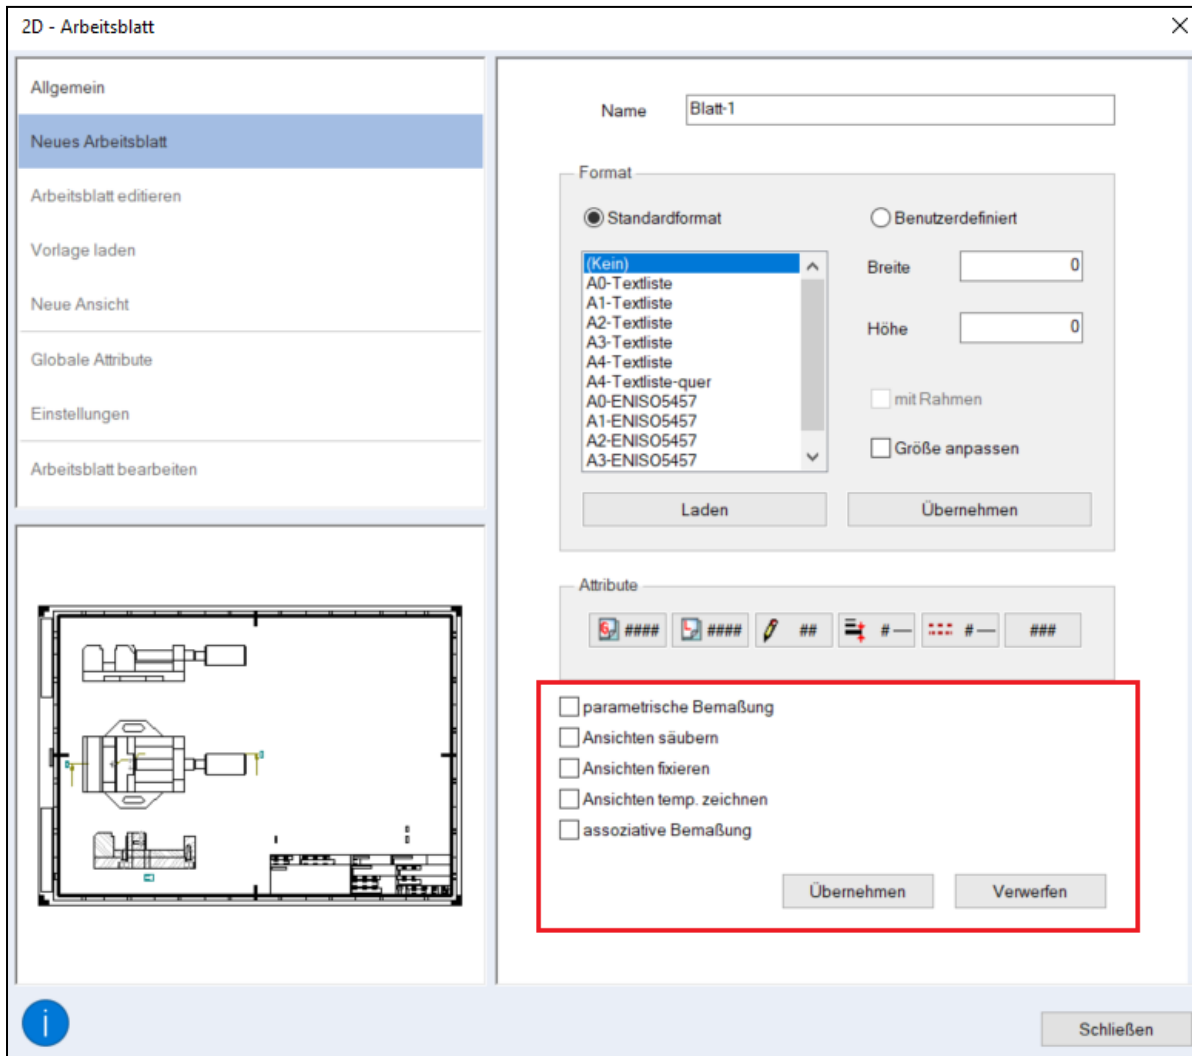 2D - Arbeitsblatt
Allgemein
Neues Arbeitsblatt
Arbeitsblatt editieren
Vorlage laden
Neue Ansicht
Globale Attribute
Einstellungen
Arbeitsblatt bearbeiten
Name
Blatt-1
Format
Standardformat
Benutzerdefiniert
(Kein)
A0-Textliste
A1-Textliste
A2-Textliste
A3-Textliste
A4-Textliste
A4-Textliste-quer
A0-ENISO5457
A1-ENISO5457
A2-ENISO5457
A3-ENISO5457
Breite
0
Höhe
0
mit Rahmen
Größe anpassen
Laden
Übernehmen
Attribute
#### #### ## # # ###
parametrische Bemaßung
Ansichten säubern
Ansichten fixieren
Ansichten temp. zeichnen
assoziative Bemaßung
Übernehmen
Verwerfen
Schließen